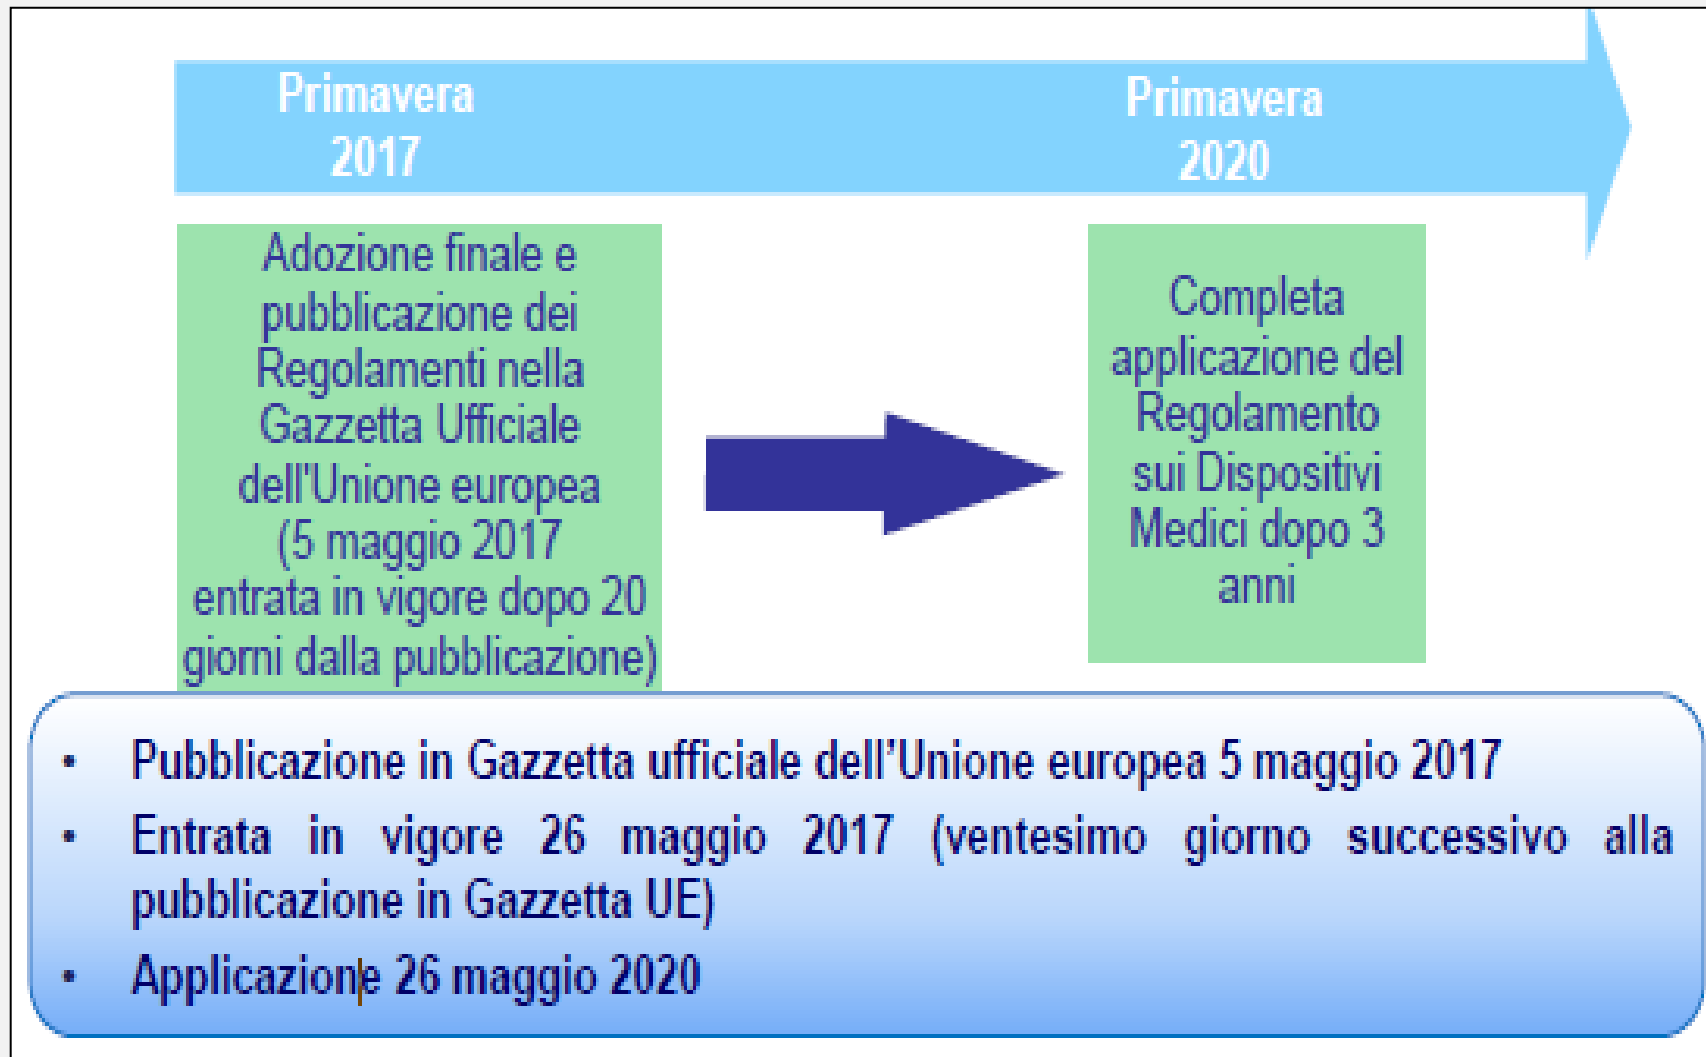 Primavera
2017
Primavera
2020
Adozione finale e
pubblicazione dei
Regolamenti nella
Gazzetta Ufficiale
dell'Unione europea
(5 maggio 2017
entrata in vigore dopo 20
giorni dalla pubblicazione)
Completa
applicazione del
Regolamento
sui Dispositivi
Medici dopo 3
anni
• Pubblicazione in Gazzetta ufficiale dell’Unione europea 5 maggio 2017
• Entrata in vigore 26 maggio 2017 (ventesimo giorno successivo alla
pubblicazione in Gazzetta UE)
• Applicazione 26 maggio 2020